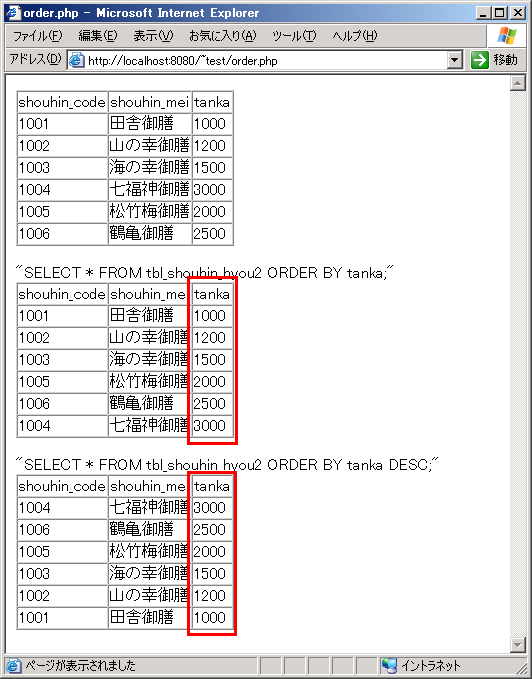 order.php - Microsoft Internet Explorer
ファイル(F) 編集(E) 表示(V) お気に入り(A) ツール(T) ヘルプ(H)
アドレス(D) http://localhost:8080/~test/order.php 移動
shouhin_code shouhin_mei tanka
1001 田舎御膳 1000
1002 山の幸御膳 1200
1003 海の幸御膳 1500
1004 七福神御膳 3000
1005 松竹梅御膳 2000
1006 鶴亀御膳 2500
"SELECT * FROM tbl_shouhin_hyou2 ORDER BY tanka;"
shouhin_code shouhin_mei tanka
1001 田舎御膳 1000
1002 山の幸御膳 1200
1003 海の幸御膳 1500
1005 松竹梅御膳 2000
1006 鶴亀御膳 2500
1004 七福神御膳 3000
"SELECT * FROM tbl_shouhin_hyou2 ORDER BY tanka DESC;"
shouhin_code shouhin_mei tanka
1004 七福神御膳 3000
1006 鶴亀御膳 2500
1005 松竹梅御膳 2000
1003 海の幸御膳 1500
1002 山の幸御膳 1200
1001 田舎御膳 1000
ページが表示されました イントラネット